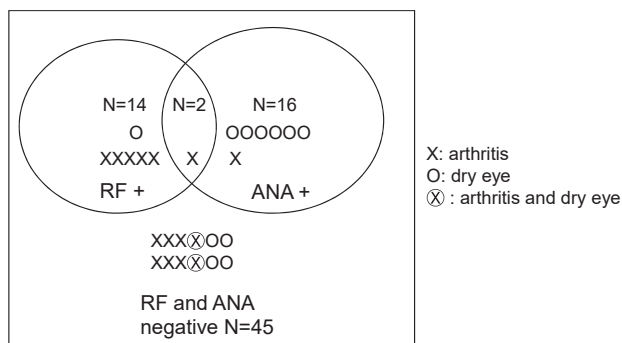 N=14 N=2 N=16
O OOOOOO
XXXXX X X
RF + ANA +
X: arthritis
O: dry eye
Ⓧ : arthritis and dry eye
XXXⓍOO
XXXⓍOO
RF and ANA
negative N=45